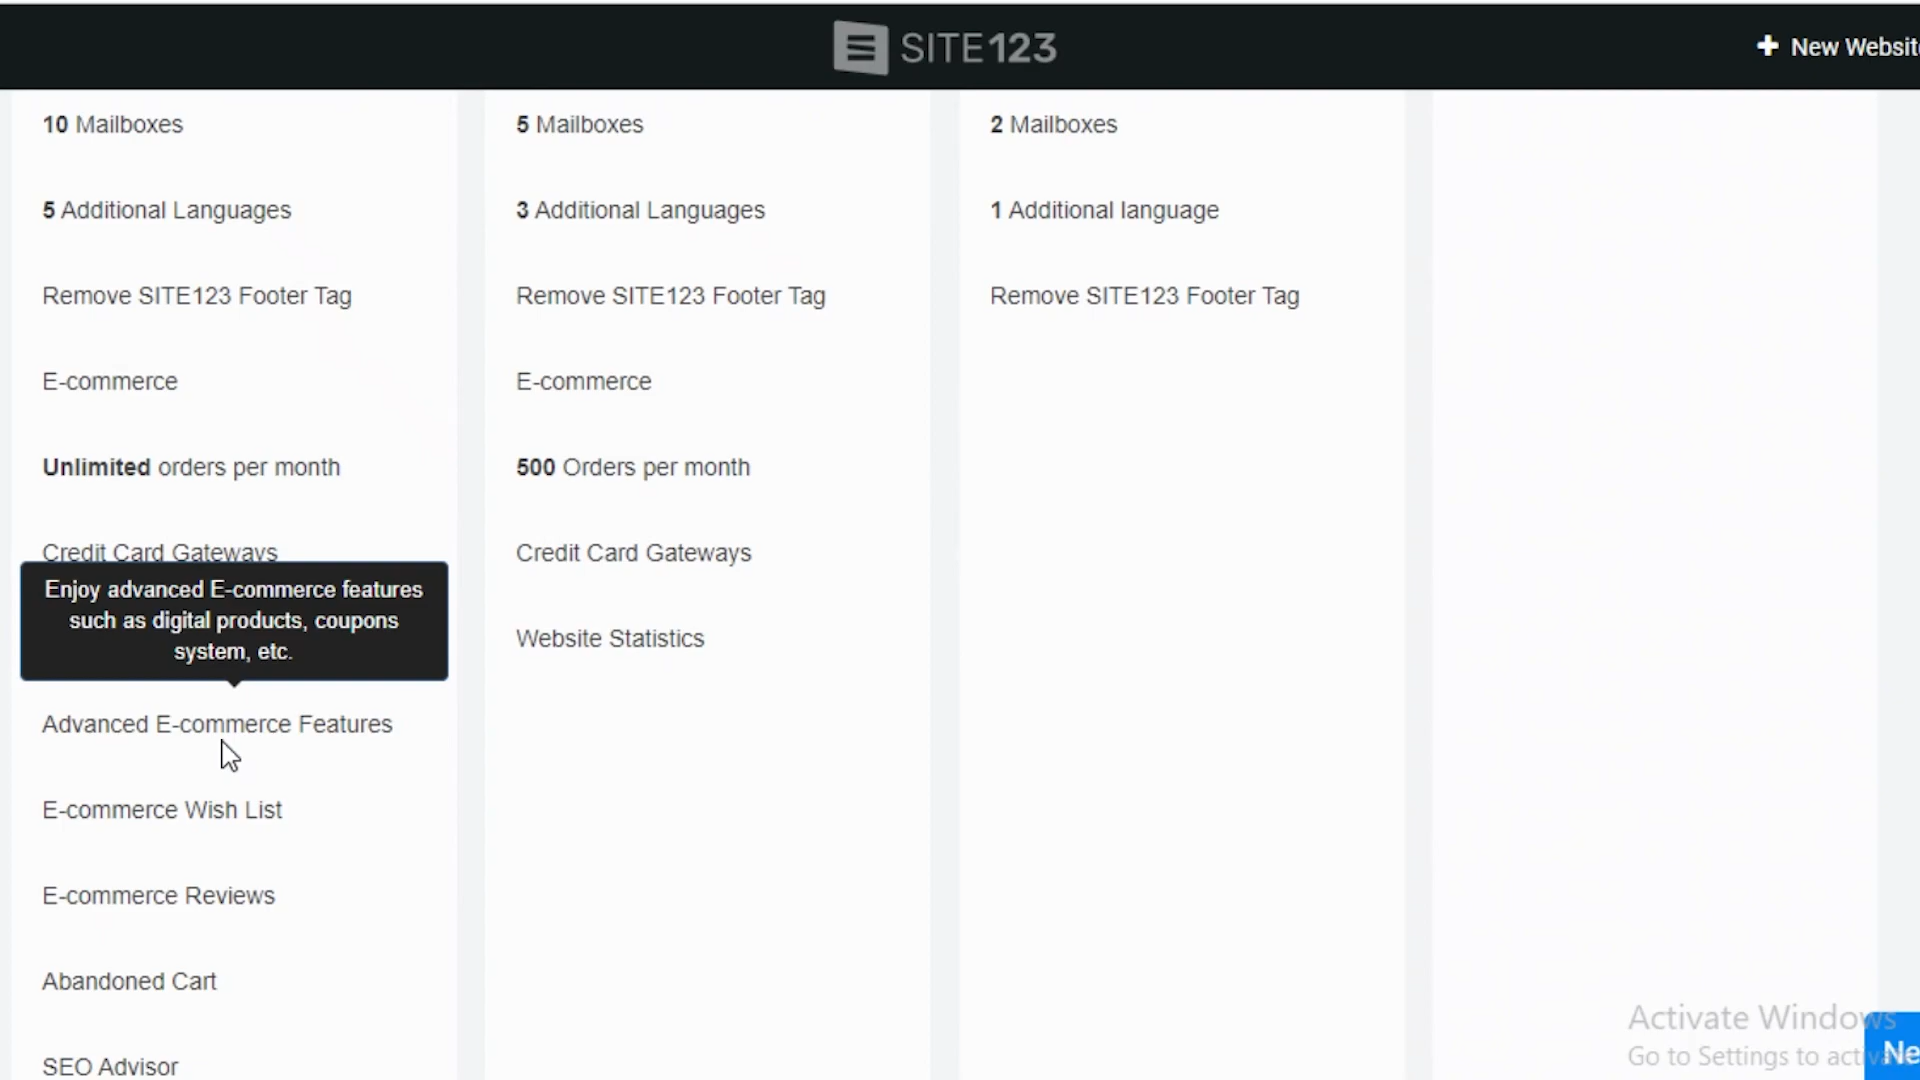 SITE123
New Website
10 Mailboxes
5 Additional Languages
Remove SITE123 Footer Tag
E-commerce
Unlimited orders per month
Credit Card Gateways
Enjoy advanced E-commerce features
such as digital products, coupons
system, etc.
Advanced E-commerce Features
E-commerce Wish List
E-commerce Reviews
Abandoned Cart
SEO Advisor
5 Mailboxes
3 Additional Languages
Remove SITE123 Footer Tag
E-commerce
500 Orders per month
Credit Card Gateways
Website Statistics
2 Mailboxes
1 Additional language
Remove SITE123 Footer Tag
Activate Windows
Go to Settings to activate